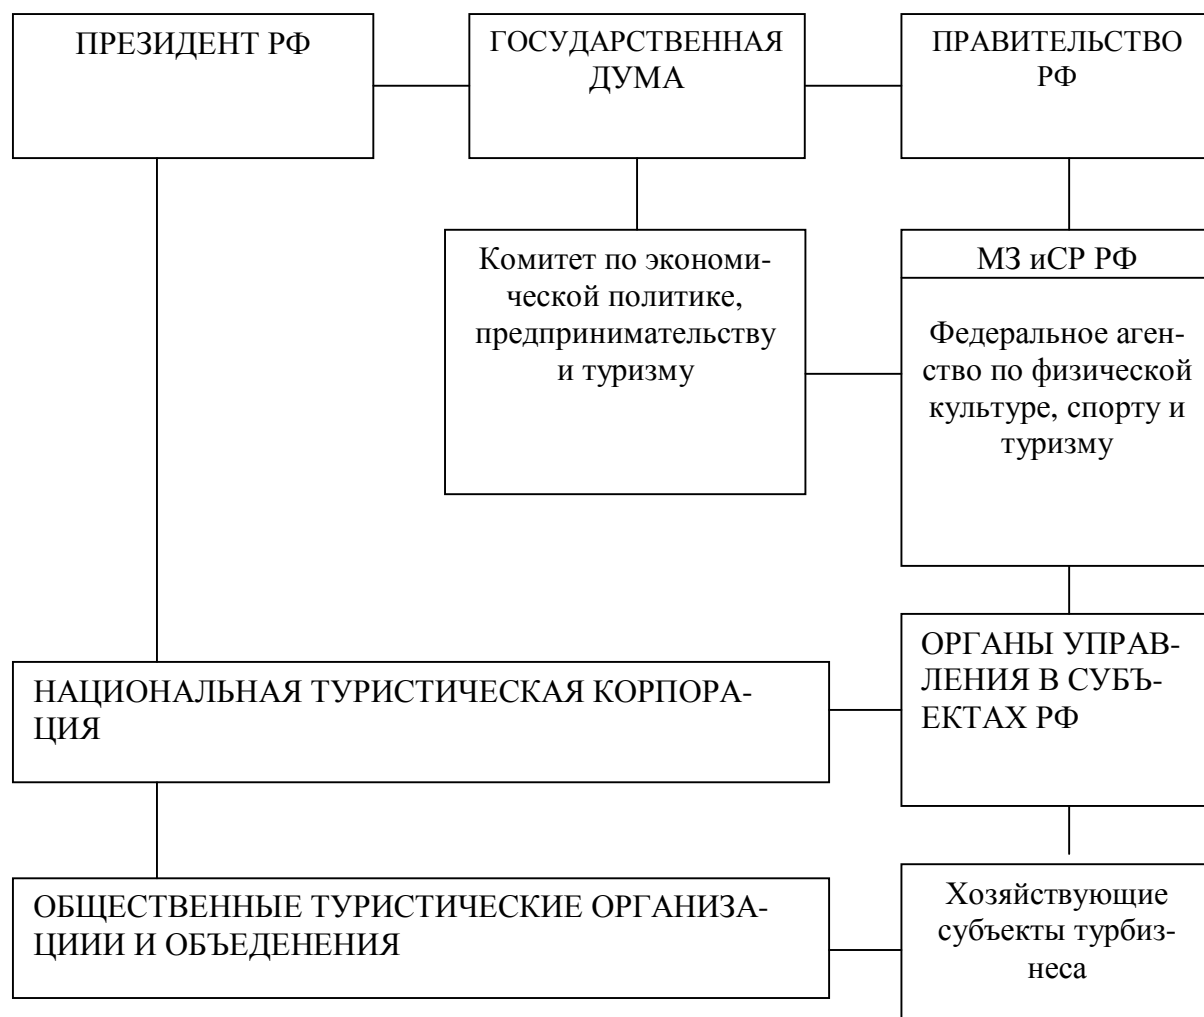 ПРЕЗИДЕНТ РФ
ГОСУДАРСТВЕННАЯ
ДУМА
ПРАВИТЕЛЬСТВО
РФ
Комитет по экономи-
ческой политике,
предпринимательству
и туризму
МЗ иСР РФ
Федеральное аген-
ство по физической
культуре, спорту и
туризму
НАЦИОНАЛЬНАЯ ТУРИСТИЧЕСКАЯ КОРПОРА-
ЦИЯ
ОРГАНЫ УПРАВ-
ЛЕНИЯ В СУБЪ-
ЕКТАХ РФ
ОБЩЕСТВЕННЫЕ ТУРИСТИЧЕСКИЕ ОРГАНИЗА-
ЦИИИ И ОБЪЕДЕНЕНИЯ
Хозяйствующие
субъекты турбиз-
неса